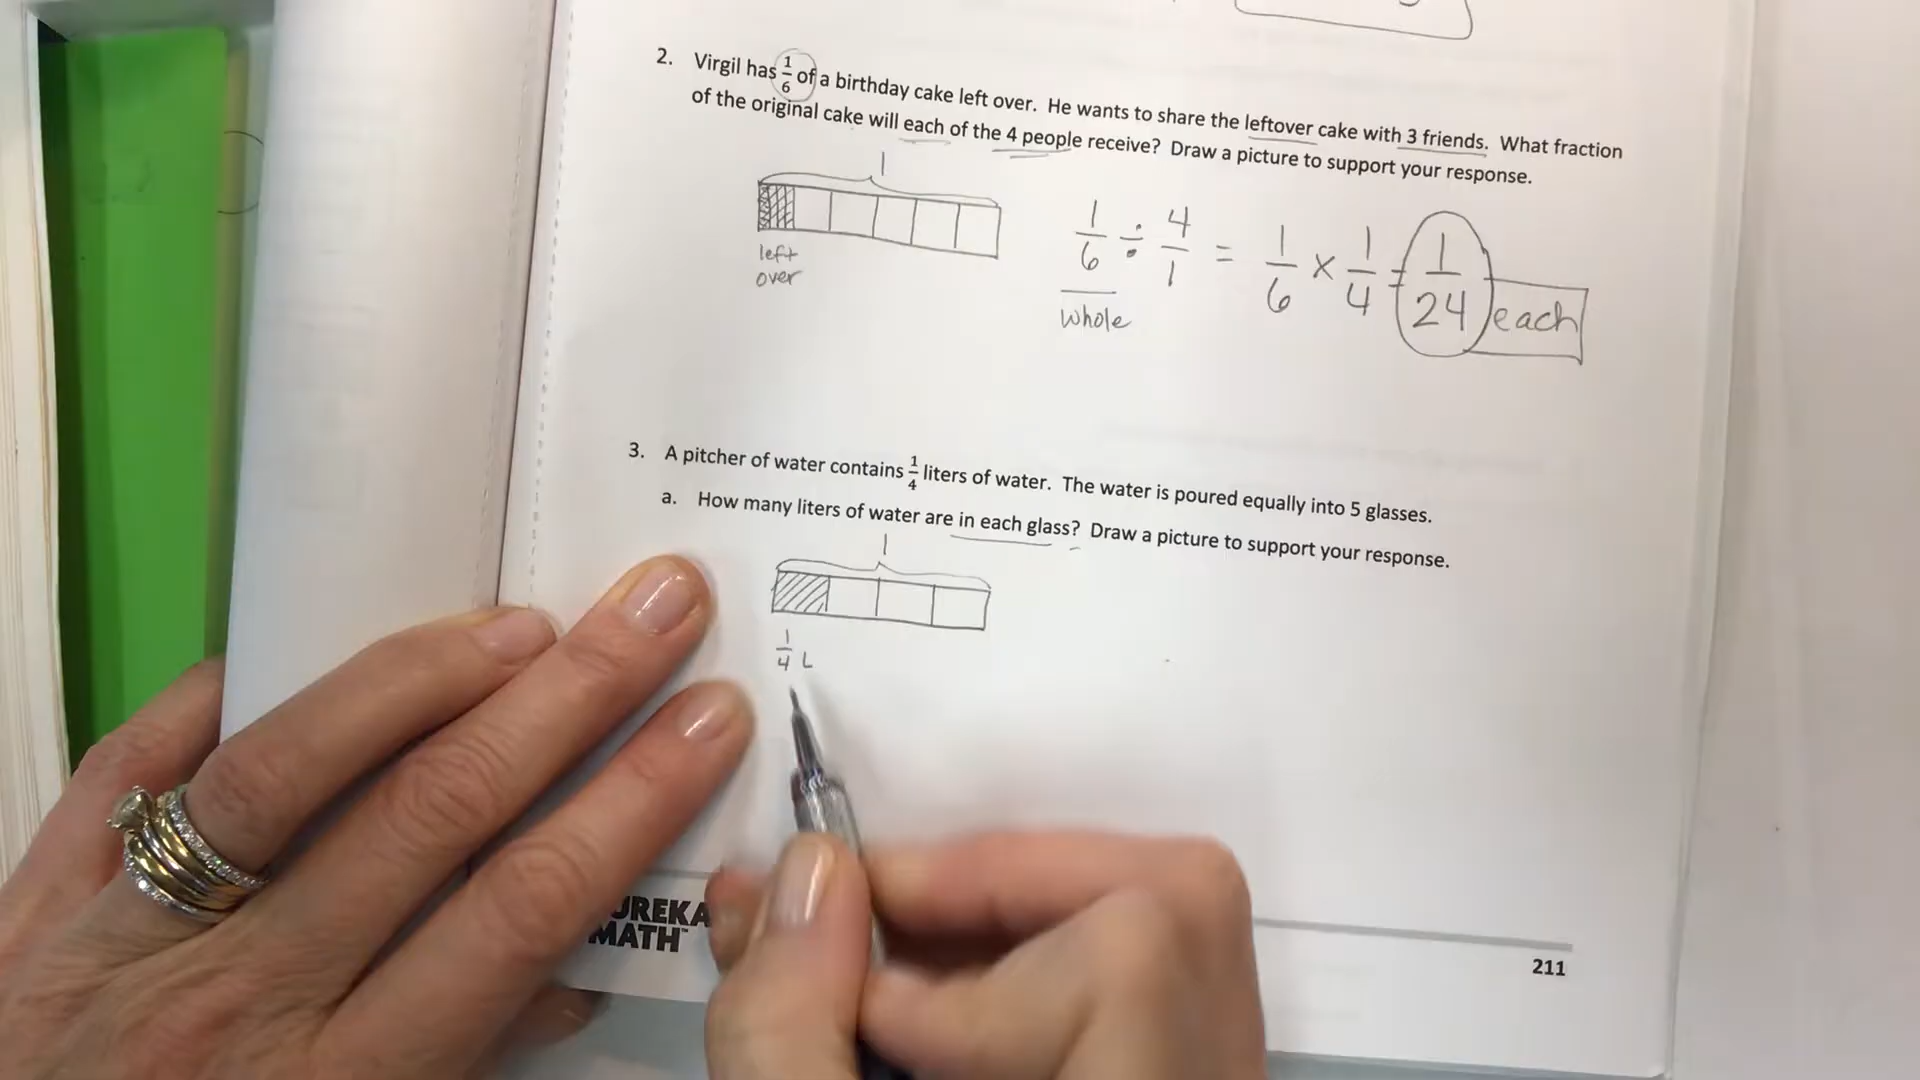 2. Virgil has 1/6 of a birthday cake left over. He wants to share the leftover cake with 3 friends. What fraction
of the original cake will each of the 4 people receive? Draw a picture to support your response.
1
left
over
1/6 ÷ 4/1 = 1/6 x 1/4 = 1/24 each
whole
3. A pitcher of water contains 1/4 liters of water. The water is poured equally into 5 glasses.
a. How many liters of water are in each glass? Draw a picture to support your response.
1
1/4 L
UREKA
MATH™
211